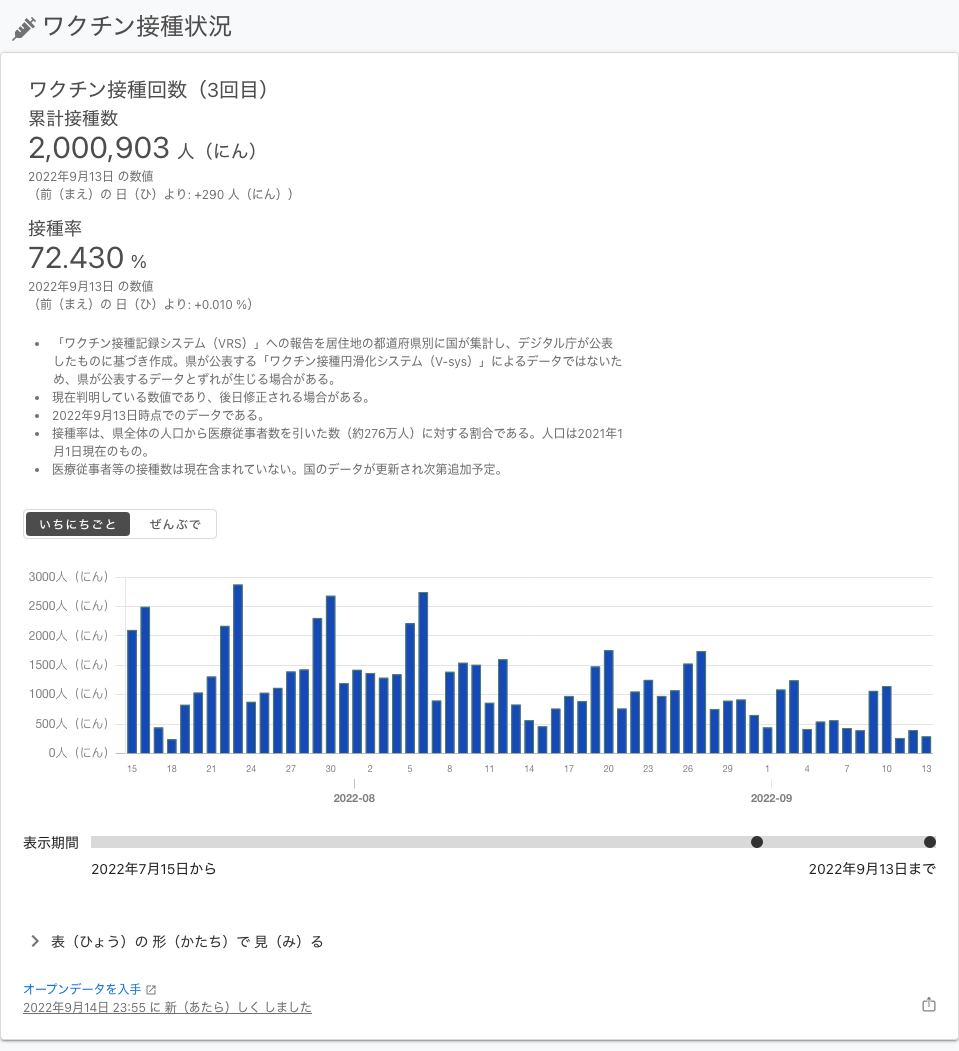 ワクチン接種状況
ワクチン接種回数（3回目）
累計接種数
2,000,903 人（にん）
2022年9月13日 の数値
（前（まえ）の 日（ひ）より: +290 人（にん））
接種率
72.430 %
2022年9月13日 の数値
（前（まえ）の 日（ひ）より: +0.010 %）
• 「ワクチン接種記録システム（VRS）」への報告を居住地の都道府県別に国が集計し、デジタル庁が公表
したものに基づき作成。県が公表する「ワクチン接種円滑化システム（V-sys）」によるデータではないた
め、県が公表するデータとずれが生じる場合がある。
• 現在判明している数値であり、後日修正される場合がある。
• 2022年9月13日時点でのデータである。
• 接種率は、県全体の人口から医療従事者数を引いた数（約276万人）に対する割合である。人口は2021年1
月1日現在のもの。
• 医療従事者等の接種数は現在含まれていない。国のデータが更新され次第追加予定。
いちにちごと ぜんぶで
3000人（にん）
2500人（にん）
2000人（にん）
1500人（にん）
1000人（にん）
500人（にん）
0人（にん）
15 18 21 24 27 30 2 5 8 11 14 17 20 23 26 29 1 4 7 10 13
2022-08 2022-09
表示期間
2022年7月15日から 2022年9月13日まで
表（ひょう）の 形（かたち）で 見（み）る
オープンデータを入手
2022年9月14日 23:55 に 新（あたら）しく しました